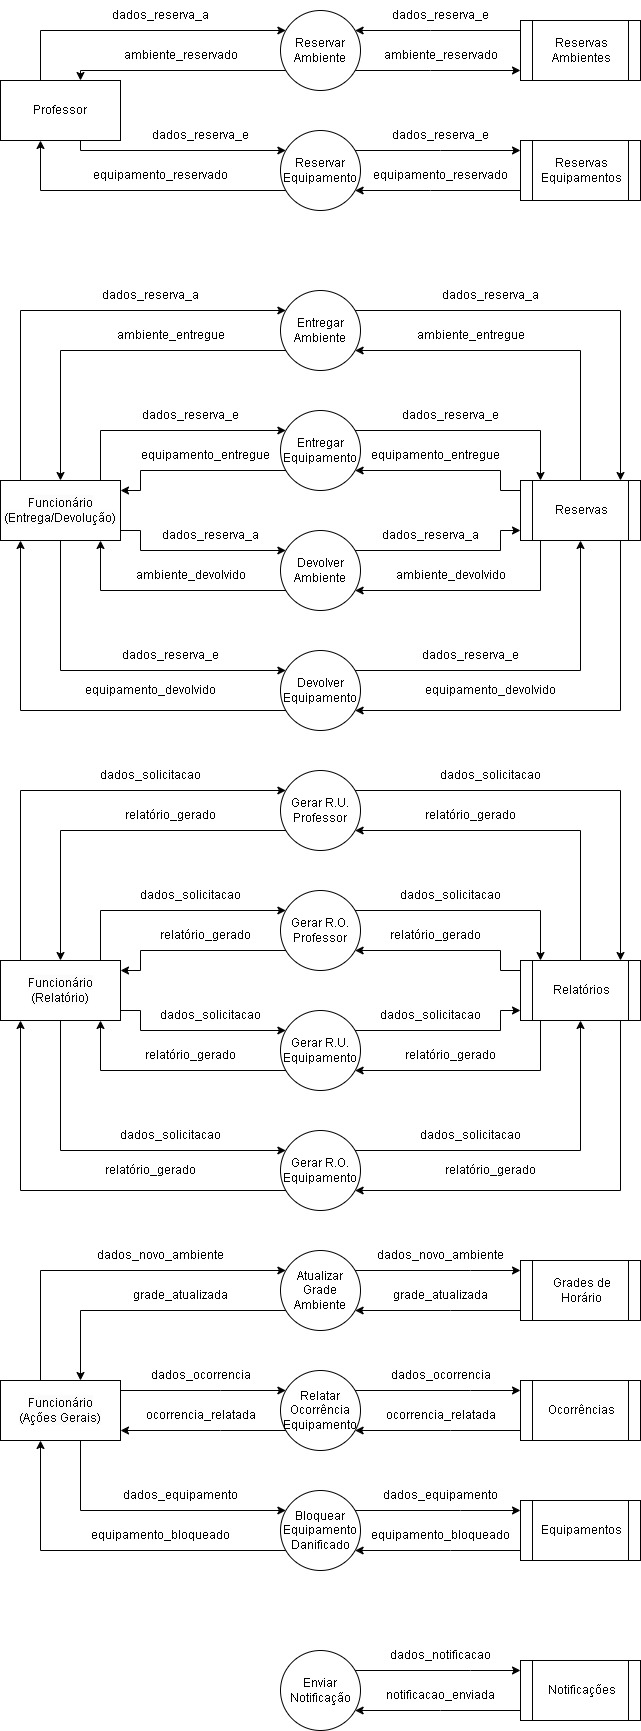 dados_reserva_a
dados_reserva_e
Reservar
Ambiente
Reservas
Ambientes
ambiente_reservado
ambiente_reservado
Professor
dados_reserva_e
dados_reserva_e
Reservar
Equipamento
Reservas
Equipamentos
equipamento_reservado
equipamento_reservado
dados_reserva_a
dados_reserva_a
Entregar
Ambiente
ambiente_entregue
ambiente_entregue
dados_reserva_e
dados_reserva_e
Entregar
Equipamento
equipamento_entregue
equipamento_entregue
Funcionário
(Entrega/Devolução)
Reservas
dados_reserva_a
dados_reserva_a
Devolver
Ambiente
ambiente_devolvido
ambiente_devolvido
dados_reserva_e
dados_reserva_e
Devolver
Equipamento
equipamento_devolvido
equipamento_devolvido
dados_solicitacao
dados_solicitacao
Gerar R.U.
Professor
relatório_gerado
relatório_gerado
dados_solicitacao
dados_solicitacao
Gerar R.O.
Professor
relatório_gerado
relatório_gerado
Funcionário
(Relatório)
Relatórios
dados_solicitacao
dados_solicitacao
Gerar R.U.
Equipamento
relatório_gerado
relatório_gerado
dados_solicitacao
dados_solicitacao
Gerar R.O.
Equipamento
relatório_gerado
relatório_gerado
dados_novo_ambiente
dados_novo_ambiente
Atualizar
Grade
Ambiente
Grades de
Horário
grade_atualizada
grade_atualizada
dados_ocorrencia
dados_ocorrencia
Funcionário
(Ações Gerais)
Relatar
Ocorrência
Equipamento
Ocorrências
ocorrencia_relatada
ocorrencia_relatada
dados_equipamento
dados_equipamento
Bloquear
Equipamento
Danificado
Equipamentos
equipamento_bloqueado
equipamento_bloqueado
dados_notificacao
Enviar
Notificação
Notificações
notificacao_enviada